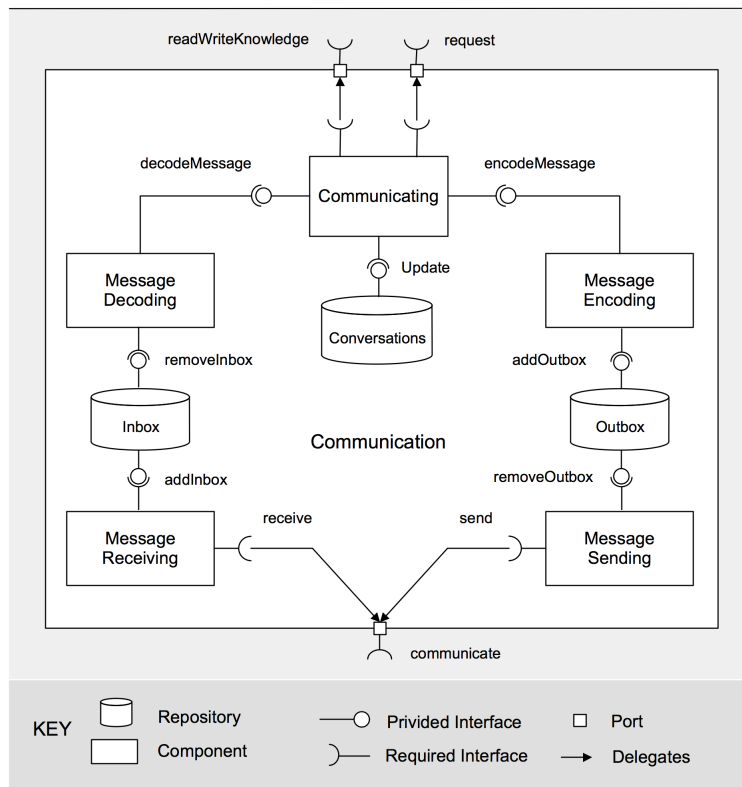 readWriteKnowledge
request
decodeMessage
encodeMessage
Communicating
Message
Decoding
Update
Message
Encoding
Conversations
removeInbox
addOutbox
Inbox
Outbox
Communication
addInbox
removeOutbox
receive
send
Message
Receiving
Message
Sending
communicate
KEY
Repository
Privided Interface
Port
Component
Required Interface
Delegates